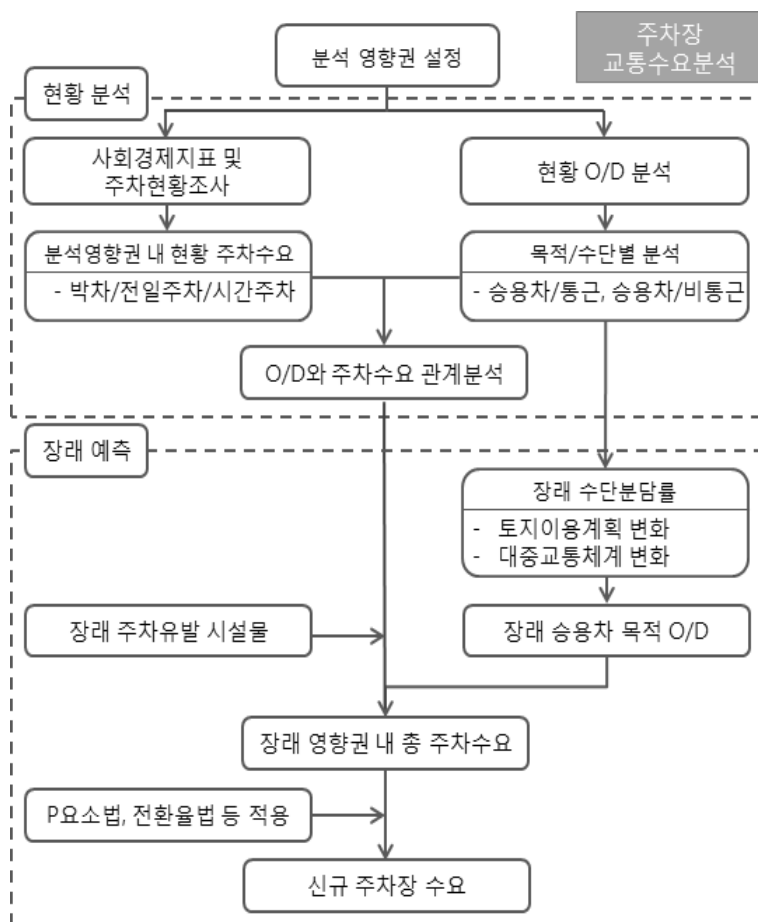 주차장
교통수요분석
분석 영향권 설정
현황 분석
사회경제지표 및
주차현황조사
현황 O/D 분석
분석영향권 내 현황 주차수요
- 박차/전일주차/시간주차
목적/수단별 분석
- 승용차/통근, 승용차/비통근
O/D와 주차수요 관계분석
장래 예측
장래 수단분담률
- 토지이용계획 변화
- 대중교통체계 변화
장래 주차유발 시설물
장래 승용차 목적 O/D
장래 영향권 내 총 주차수요
P요소법, 전환율법 등 적용
신규 주차장 수요